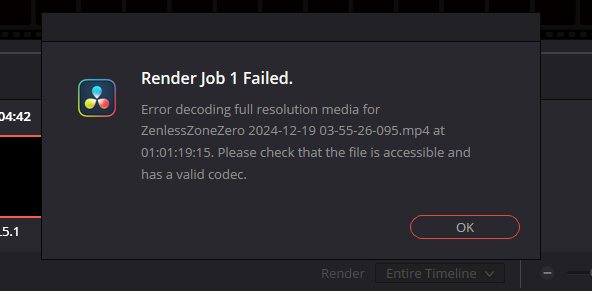 Render Job 1 Failed.
04:42
Error decoding full resolution media for
ZenlessZoneZero 2024-12-19 03-55-26-095.mp4 at
01:01:19:15. Please check that the file is accessible and
has a valid codec.
5.1
OK
Render Entire Timeline